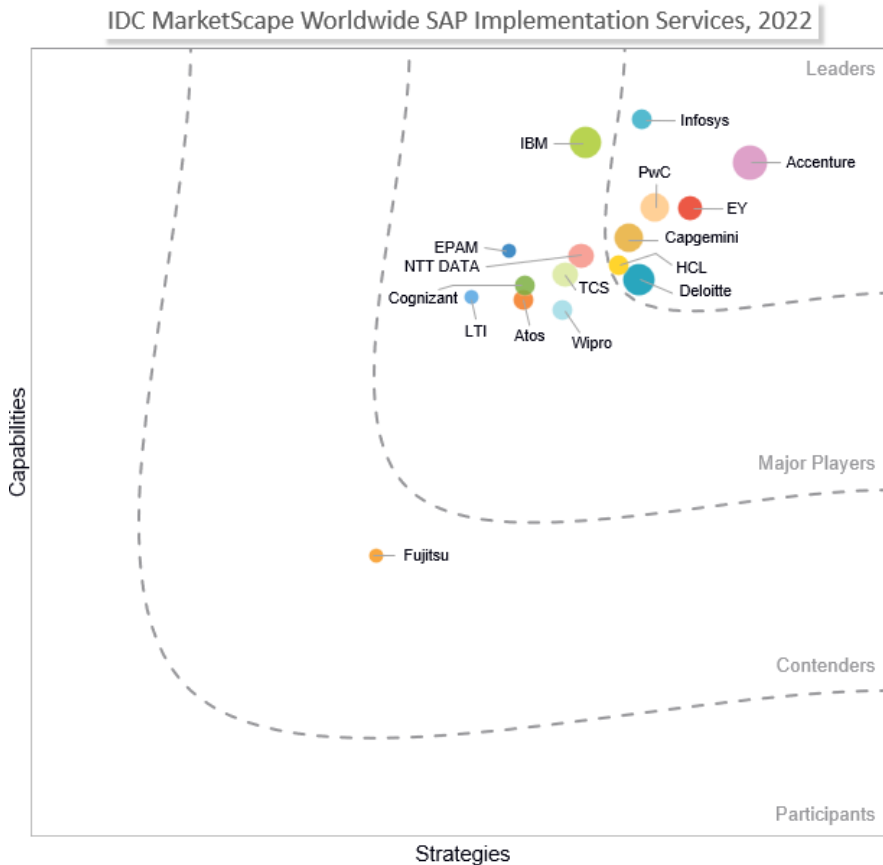 IDC MarketScape Worldwide SAP Implementation Services, 2022
Leaders
Infosys
IBM
Accenture
PwC
EY
Capgemini
EPAM
NTT DATA
HCL
TCS
Deloitte
Cognizant
LTI
Atos
Wipro
Capabilities
Major Players
Fujitsu
Contenders
Participants
Strategies